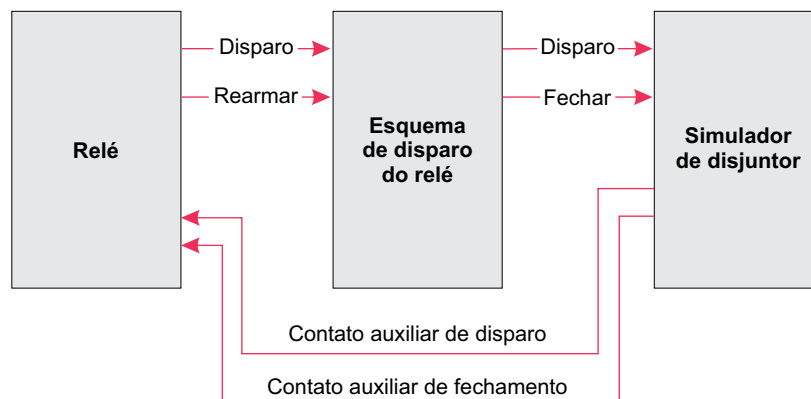 Disparo
Disparo
Rearmar
Fechar
Relé
Esquema
de disparo
do relé
Simulador
de disjuntor
Contato auxiliar de disparo
Contato auxiliar de fechamento